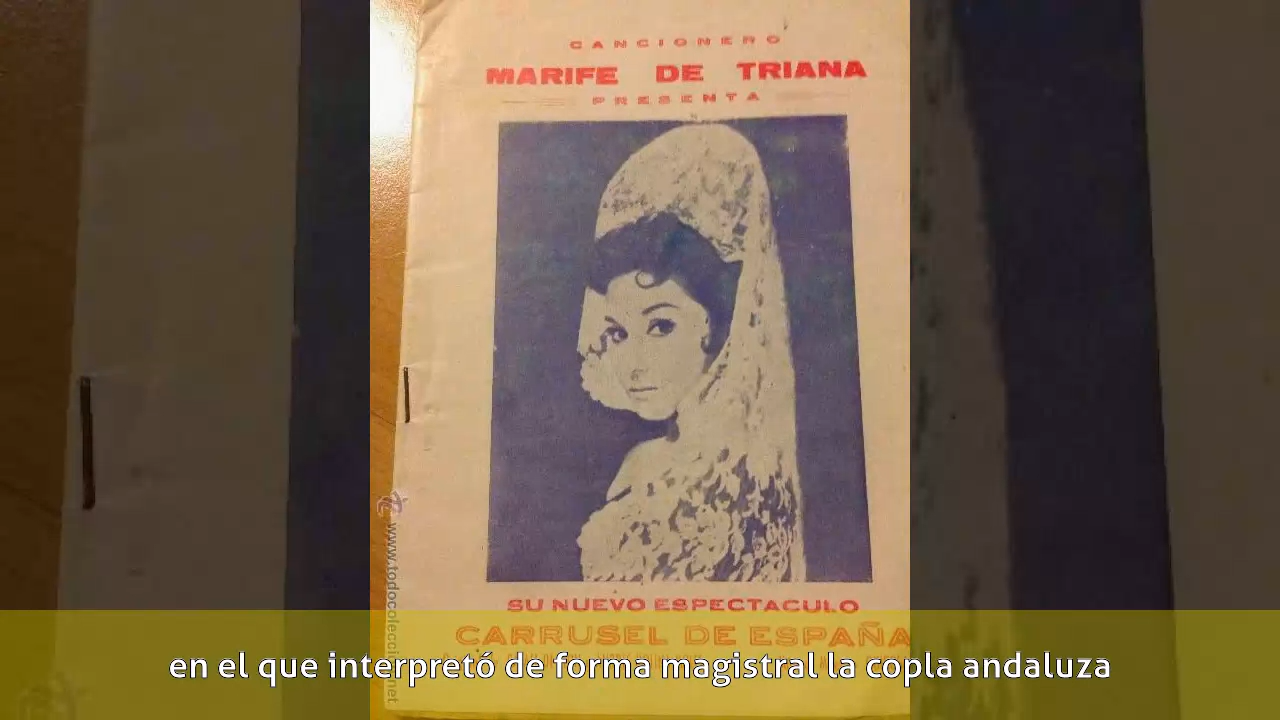 CANCIONERO
MARIFE DE TRIANA
PRESENTA
SU NUEVO ESPECTACULO
CARRUSEL DE ESPAÑA
en el que interpretó de forma magistral la copla andaluza
www.todocoleccion.net